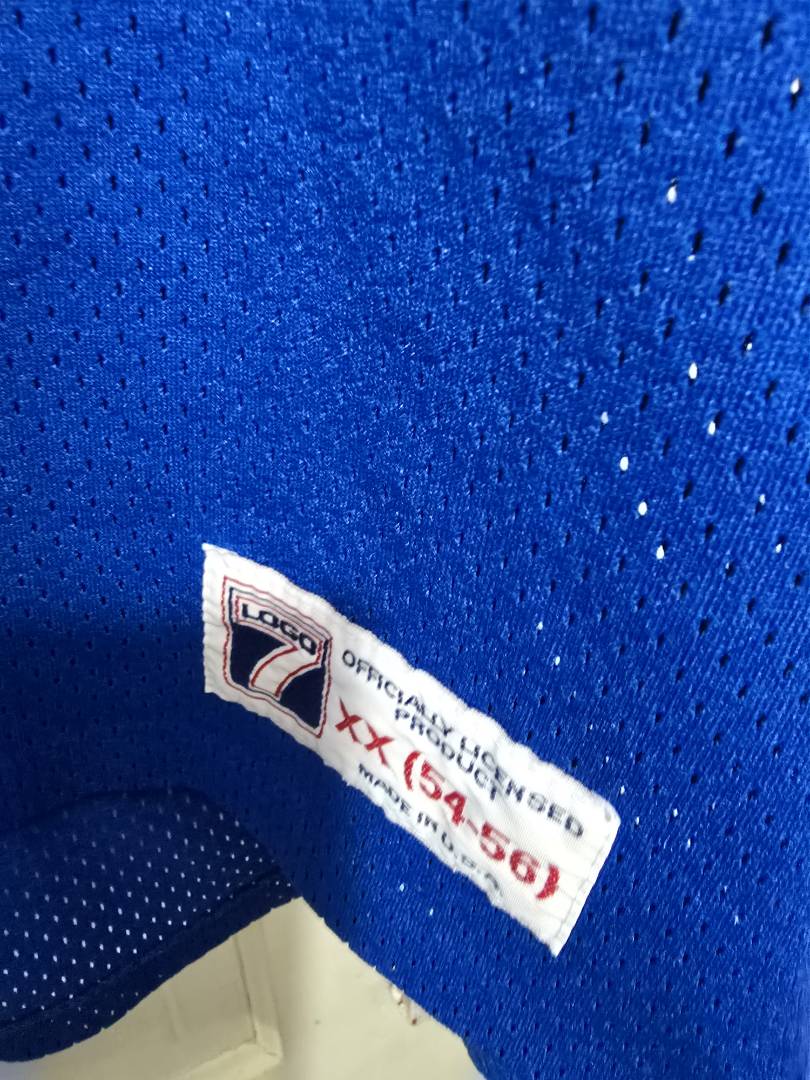 LOGO
7
OFFICIALLY LICENSED
PRODUCT
XX (54-56)
MADE IN U.S.A.